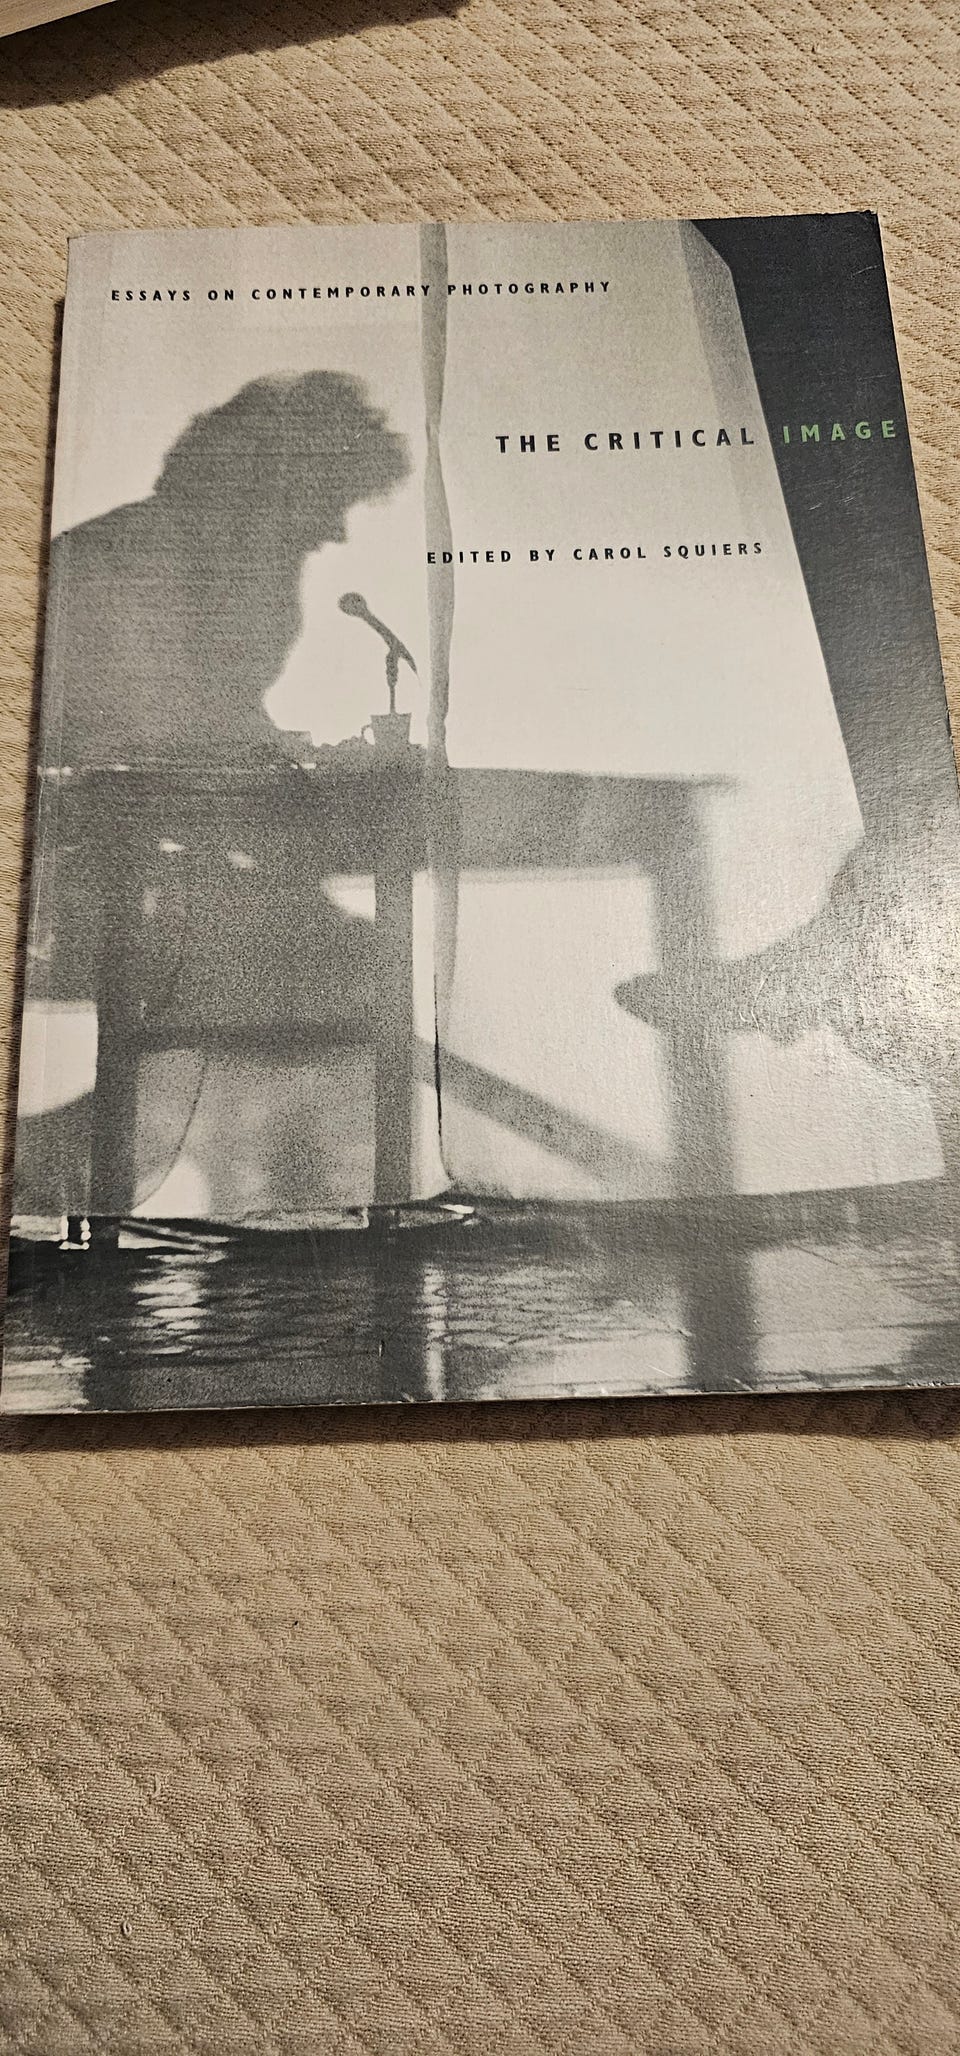 ESSAYS ON CONTEMPORARY PHOTOGRAPHY
THE CRITICAL IMAGE
EDITED BY CAROL SQUIERS